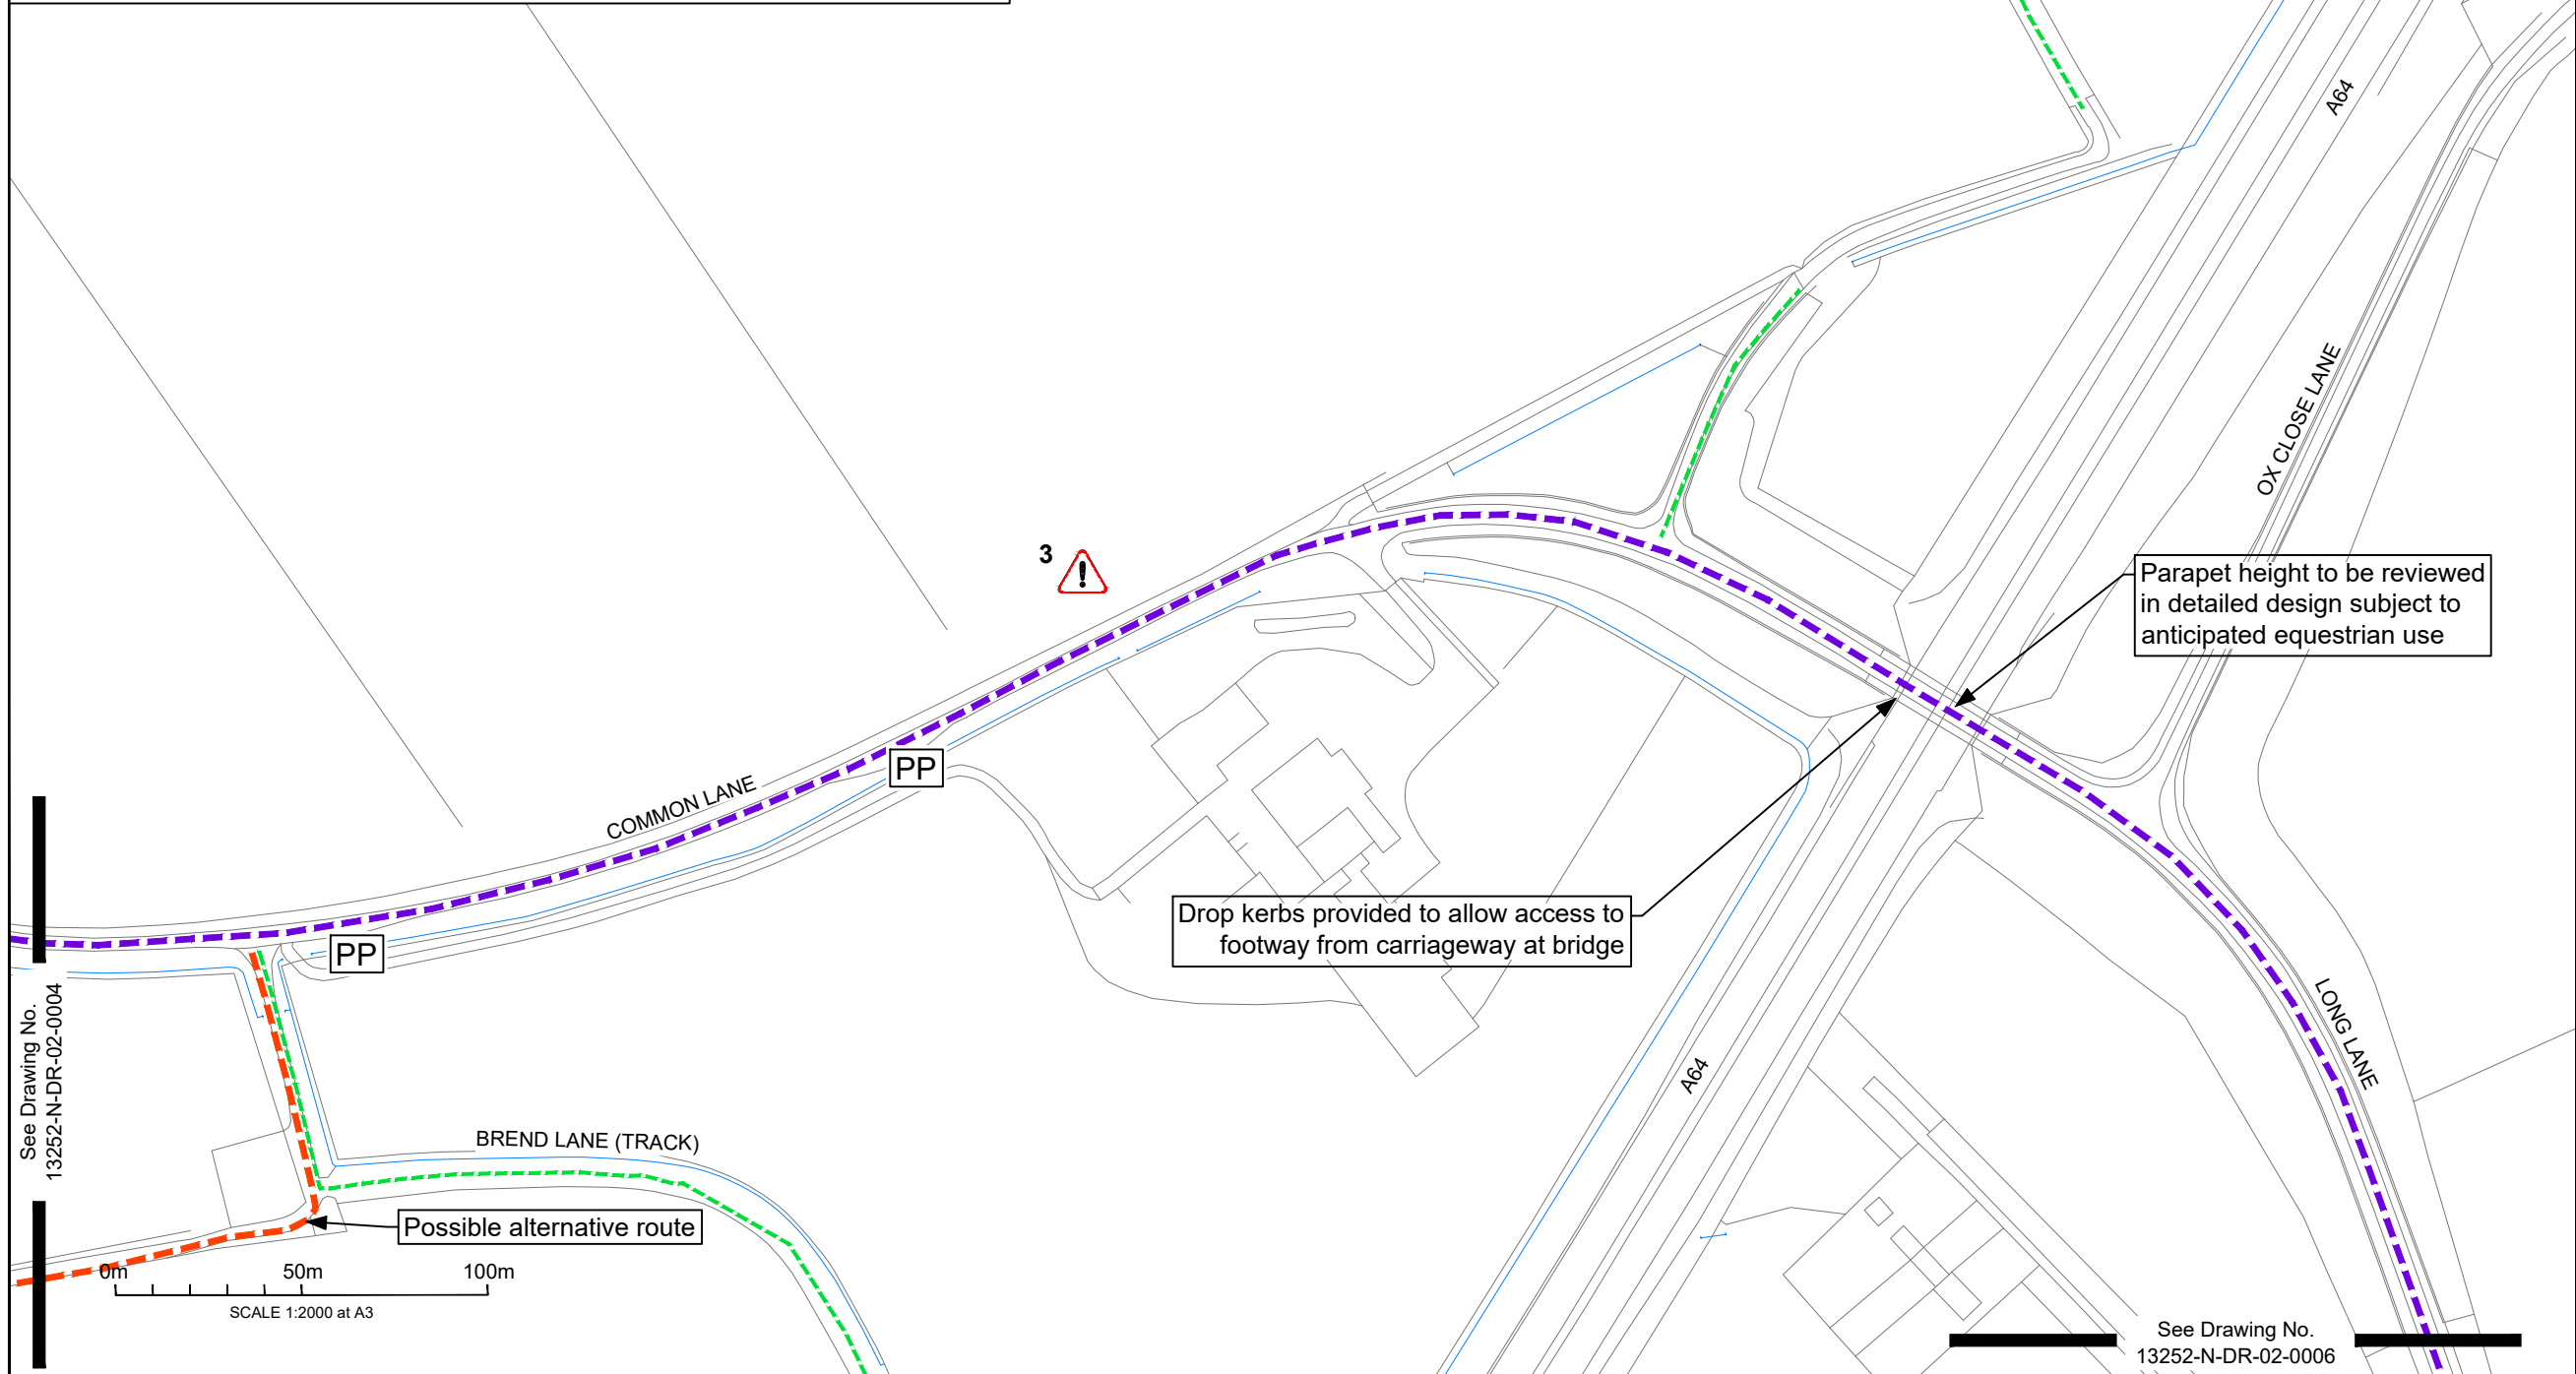 A64
OX CLOSE LANE
3
Parapet height to be reviewed
in detailed design subject to
anticipated equestrian use
PP
COMMON LANE
Drop kerbs provided to allow access to
footway from carriageway at bridge
PP
See Drawing No.
13252-N-DR-02-0004
LONG LANE
A64
BREND LANE (TRACK)
Possible alternative route
0m 50m 100m
SCALE 1:2000 at A3
See Drawing No.
13252-N-DR-02-0006